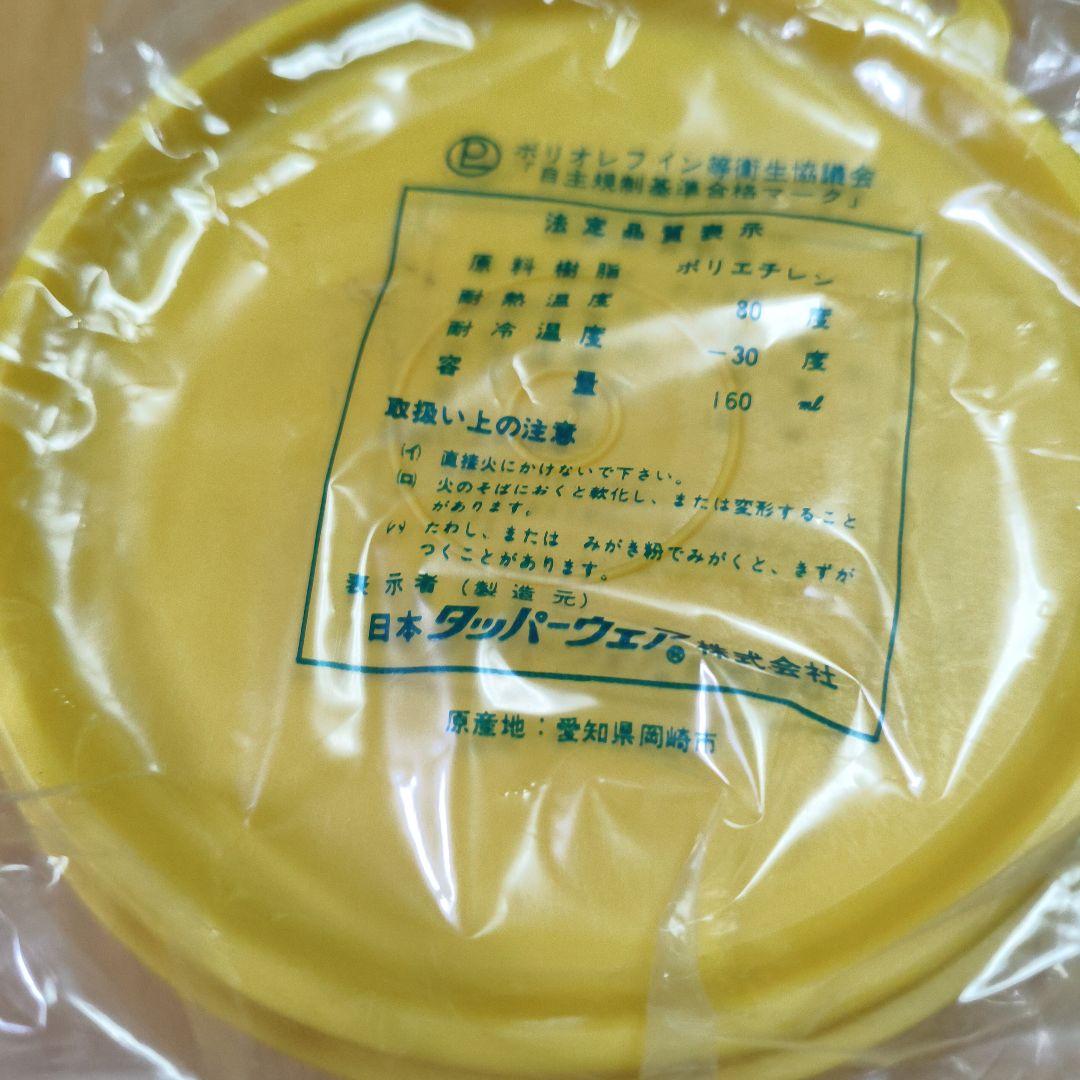 PL ポリオレフイン等衛生協議会
「自主規制基準合格マーク」
法定品質表示
原料樹脂 ポリエチレン
耐熱温度 80 度
耐冷温度 -30 度
容量 160 ml
取扱い上の注意
(イ) 直接火にかけないで下さい。
(ロ) 火のそばにおくと軟化し、または変形すること
があります。
(ハ) たわし、または みがき粉でみがくと、きずが
つくことがあります。
表示者 (製造元)
日本タッパーウェア®株式会社
原産地:愛知県岡崎市